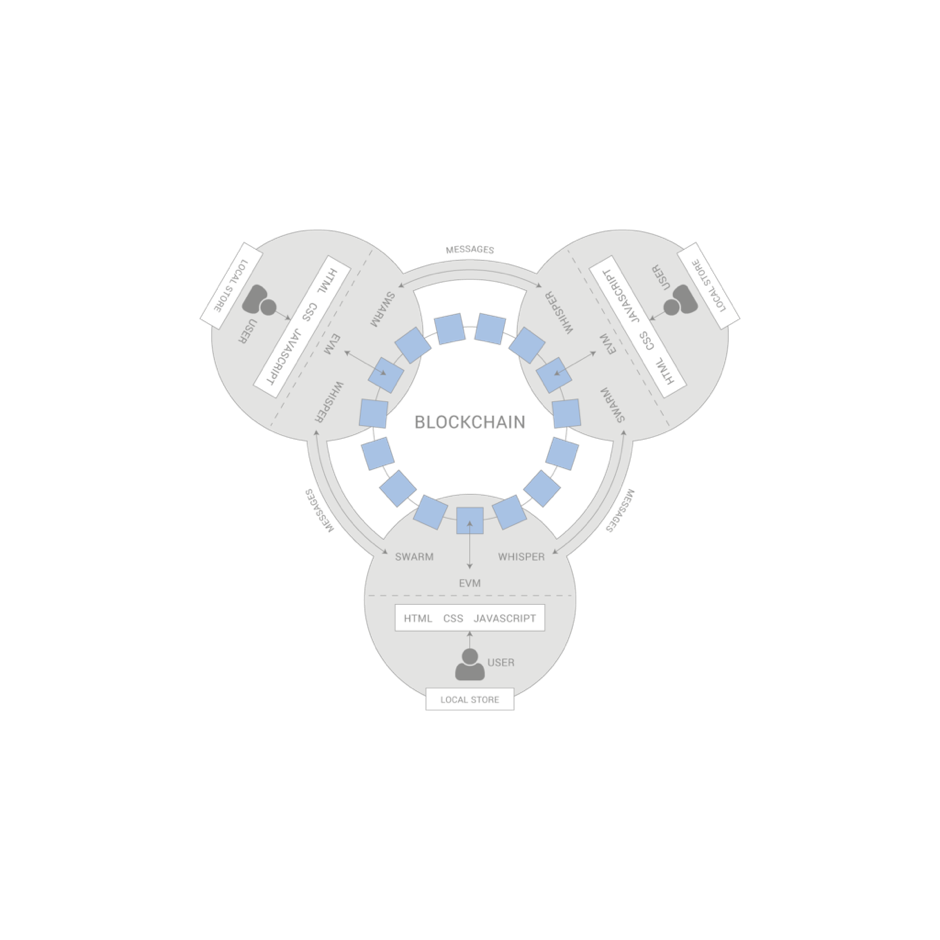 MESSAGES
LOCAL STORE
USER
HTML CSS JAVASCRIPT
SWARM
EVM
WHISPER
LOCAL STORE
USER
HTML CSS JAVASCRIPT
WHISPER
EVM
SWARM
BLOCKCHAIN
MESSAGES
MESSAGES
SWARM
WHISPER
EVM
HTML CSS JAVASCRIPT
USER
LOCAL STORE